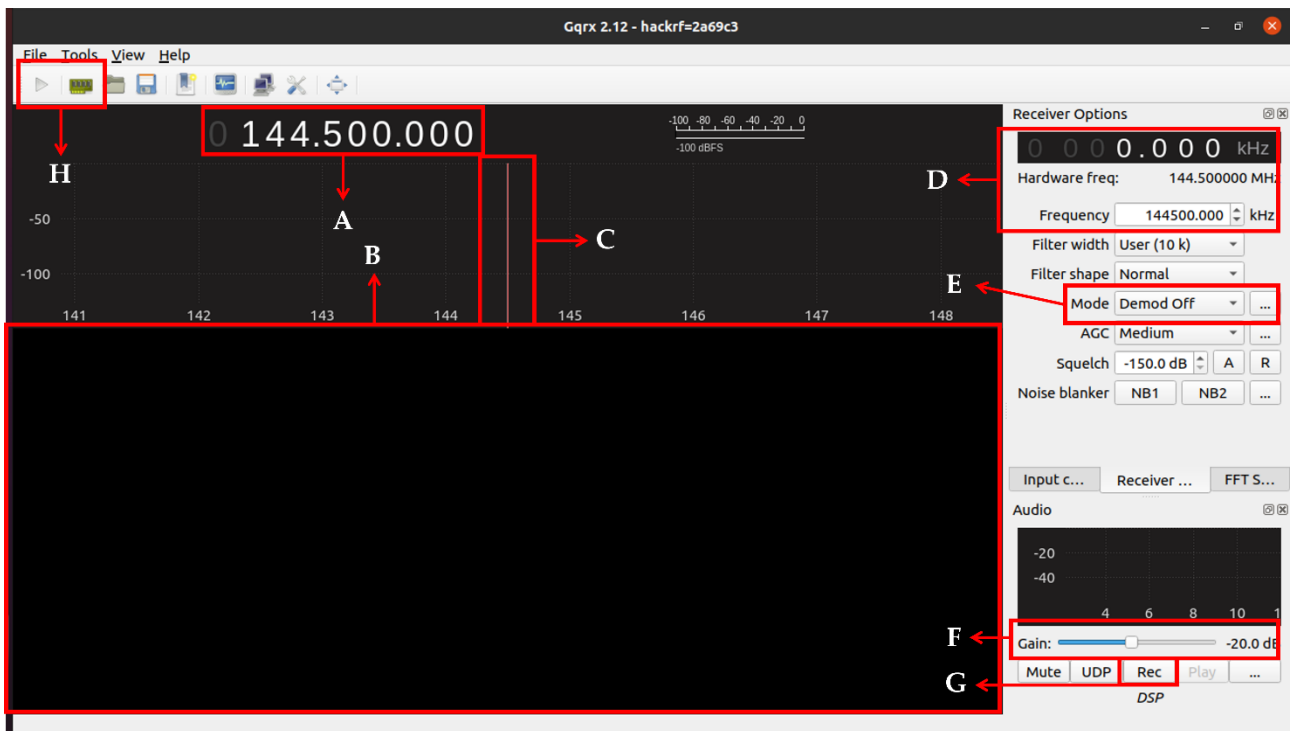 Gqrx 2.12 - hackrf=2a69c3
File Tools View Help
H
0 144.500.000
-100 -80 -60 -40 -20 0
-100 dBFS
A
B
C
-50
-100
141 142 143 144 145 146 147 148
Receiver Options
0 0 0 0.0 0 0 kHz
D
Hardware freq: 144.500000 MHz
Frequency 144500.000 kHz
Filter width User (10 k)
Filter shape Normal
E
Mode Demod Off ...
AGC Medium ...
Squelch -150.0 dB A R
Noise blanker NB1 NB2 ...
Input c... Receiver ... FFT S...
Audio
-20
-40
4 6 8 10 1
F
Gain: -20.0 dB
G
Mute UDP Rec Play ...
DSP